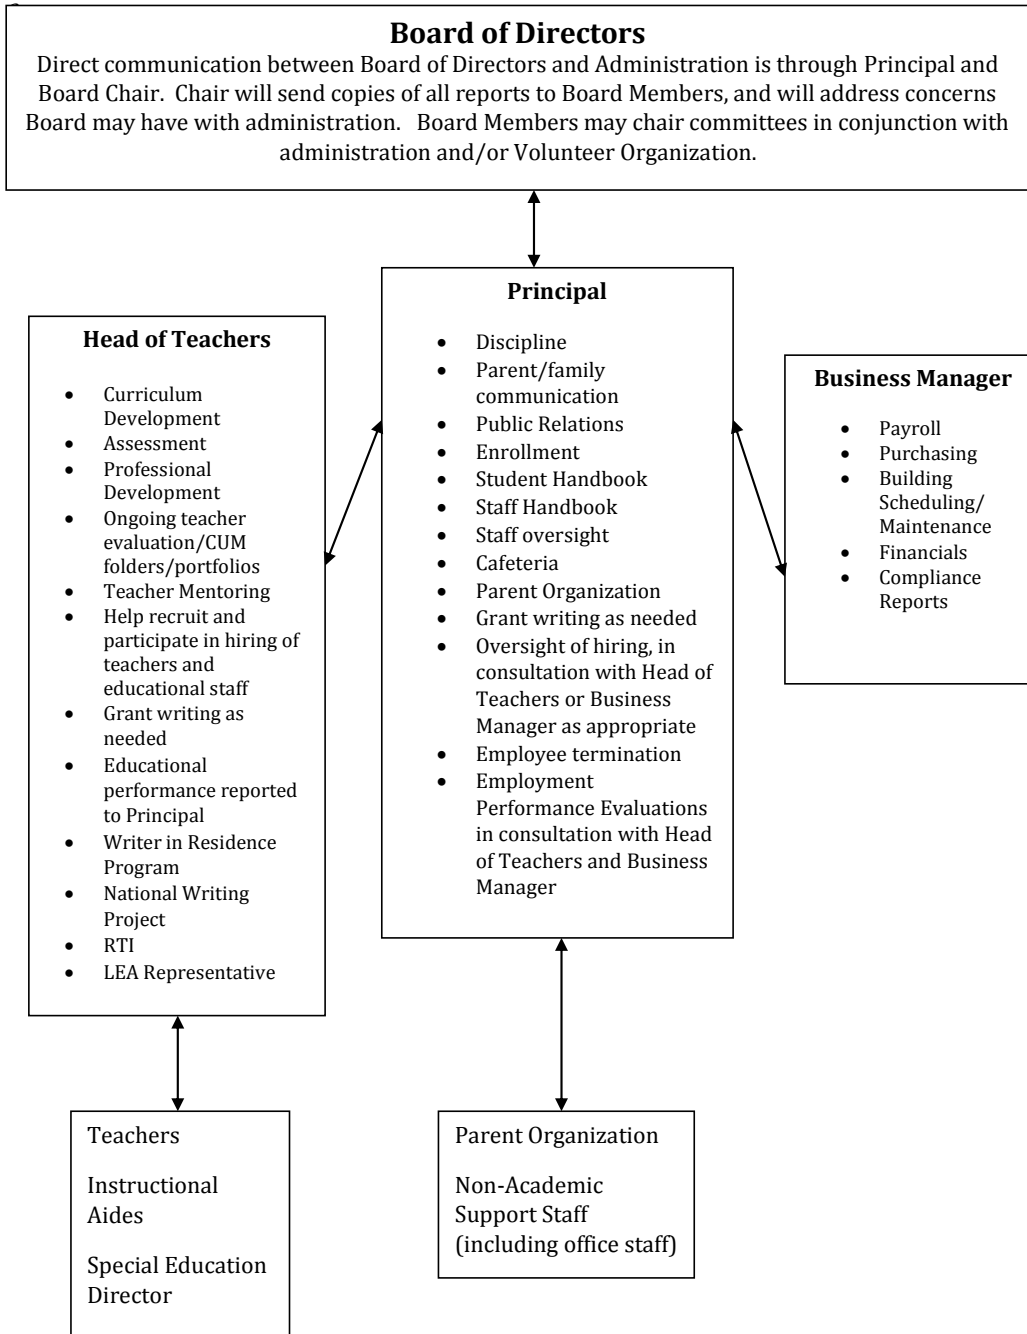 Board of Directors
Direct communication between Board of Directors and Administration is through Principal and
Board Chair.  Chair will send copies of all reports to Board Members, and will address concerns
Board may have with administration.   Board Members may chair committees in conjunction with
administration and/or Volunteer Organization.
Principal
• Discipline
• Parent/family
communication
• Public Relations
• Enrollment
• Student Handbook
• Staff Handbook
• Staff oversight
• Cafeteria
• Parent Organization
• Grant writing as needed
• Oversight of hiring, in
consultation with Head of
Teachers or Business
Manager as appropriate
• Employee termination
• Employment
Performance Evaluations
in consultation with Head
of Teachers and Business
Manager
Head of Teachers
• Curriculum
Development
• Assessment
• Professional
Development
• Ongoing teacher
evaluation/CUM
folders/portfolios
• Teacher Mentoring
• Help recruit and
participate in hiring of
teachers and
educational staff
• Grant writing as
needed
• Educational
performance reported
to Principal
• Writer in Residence
Program
• National Writing
Project
• RTI
• LEA Representative
Business Manager
• Payroll
• Purchasing
• Building
Scheduling/
Maintenance
• Financials
• Compliance
Reports
Teachers
Instructional
Aides
Special Education
Director
Parent Organization
Non-Academic
Support Staff
(including office staff)